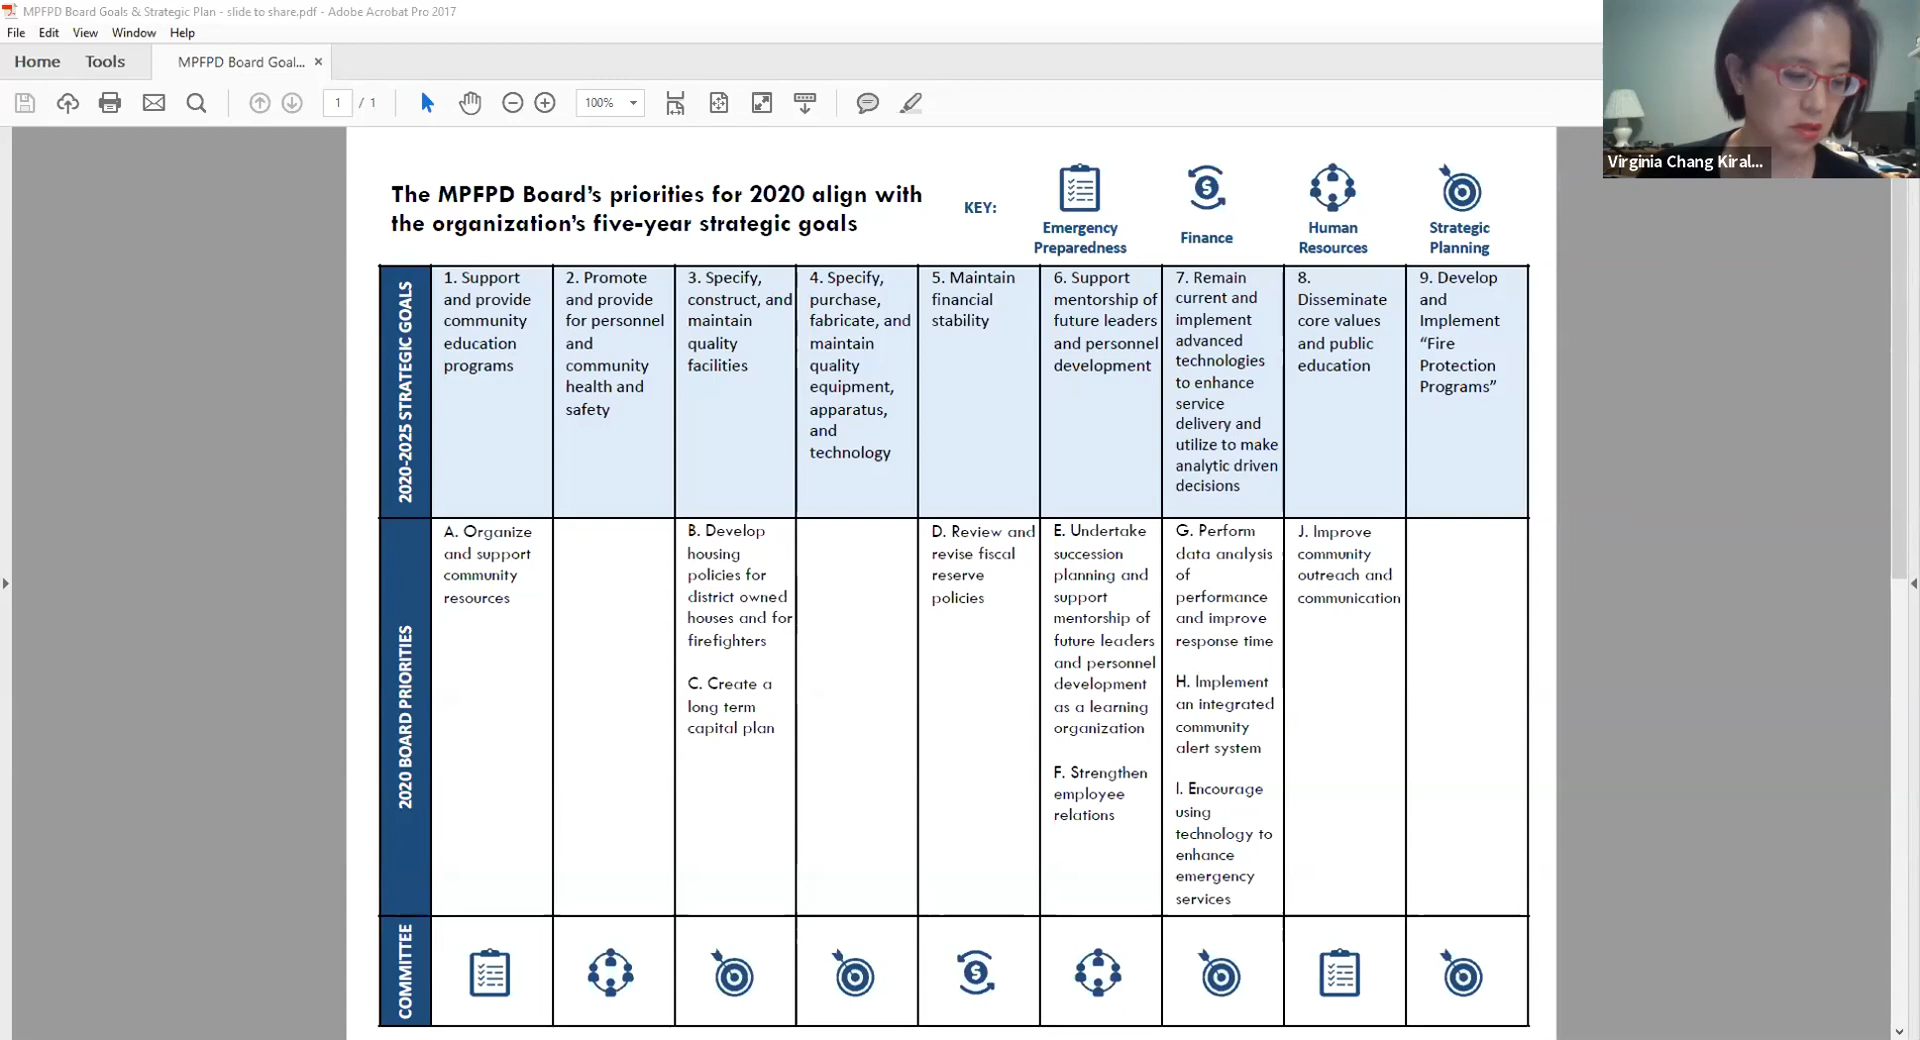 MPFPD Board Goals & Strategic Plan - slide to share.pdf - Adobe Acrobat Pro 2017
File Edit View Window Help
Home Tools MPFPD Board Goal... ×
1 / 1 100%
Virginia Chang Kiral...
The MPFPD Board's priorities for 2020 align with
the organization's five-year strategic goals
KEY:
Emergency
Preparedness
Finance
Human
Resources
Strategic
Planning
2020-2025 STRATEGIC GOALS
1. Support
and provide
community
education
programs
2. Promote
and provide
for personnel
and
community
health and
safety
3. Specify,
construct, and
maintain
quality
facilities
4. Specify,
purchase,
fabricate, and
maintain
quality
equipment,
apparatus,
and
technology
5. Maintain
financial
stability
6. Support
mentorship of
future leaders
and personnel
development
7. Remain
current and
implement
advanced
technologies
to enhance
service
delivery and
utilize to make
analytic driven
decisions
8.
Disseminate
core values
and public
education
9. Develop
and
Implement
“Fire
Protection
Programs”
2020 BOARD PRIORITIES
A. Organize
and support
community
resources
B. Develop
housing
policies for
district owned
houses and for
firefighters
C. Create a
long term
capital plan
D. Review and
revise fiscal
reserve
policies
E. Undertake
succession
planning and
support
mentorship of
future leaders
and personnel
development
as a learning
organization
F. Strengthen
employee
relations
G. Perform
data analysis
of
performance
and improve
response time
H. Implement
an integrated
community
alert system
I. Encourage
using
technology to
enhance
emergency
services
J. Improve
community
outreach and
communication
COMMITTEE